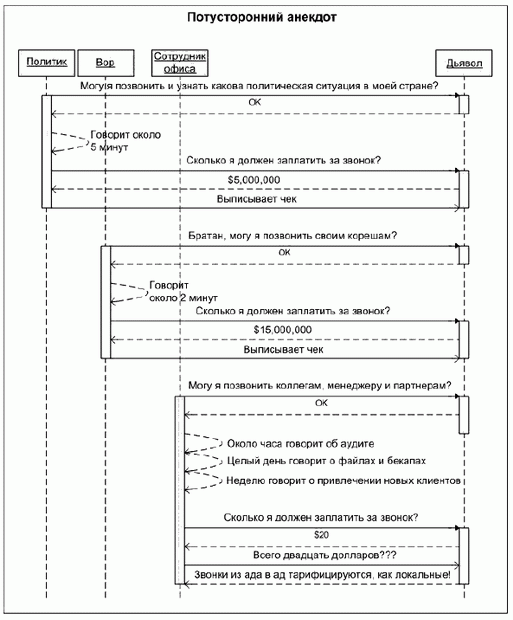 Потусторонний анекдот
Политик
Вор
Сотрудник
офиса
Дьявол
Могу я позвонить и узнать какова политическая ситуация в моей стране?
OK
Говорит около
5 минут
Сколько я должен заплатить за звонок?
$5,000,000
Выписывает чек
Братан, могу я позвонить своим корешам?
OK
Говорит
около 2 минут
Сколько я должен заплатить за звонок?
$15,000,000
Выписывает чек
Могу я позвонить коллегам, менеджеру и партнерам?
OK
Около часа говорит об аудите
Целый день говорит о файлах и бекапах
Неделю говорит о привлечении новых клиентов
Сколько я должен заплатить за звонок?
$20
Всего двадцать долларов???
Звонки из ада в ад тарифицируются, как локальные!